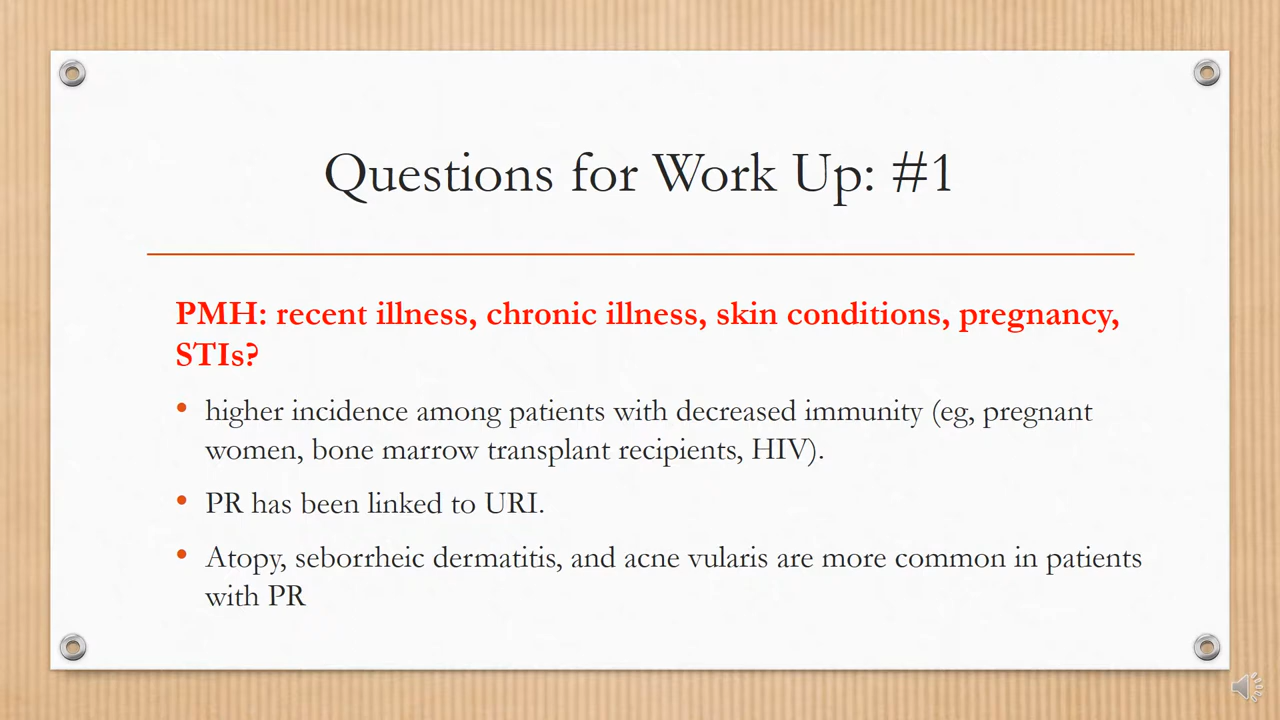 Questions for Work Up: #1
PMH: recent illness, chronic illness, skin conditions, pregnancy,
STIs?
• higher incidence among patients with decreased immunity (eg, pregnant
women, bone marrow transplant recipients, HIV).
• PR has been linked to URI.
• Atopy, seborrheic dermatitis, and acne vularis are more common in patients
with PR